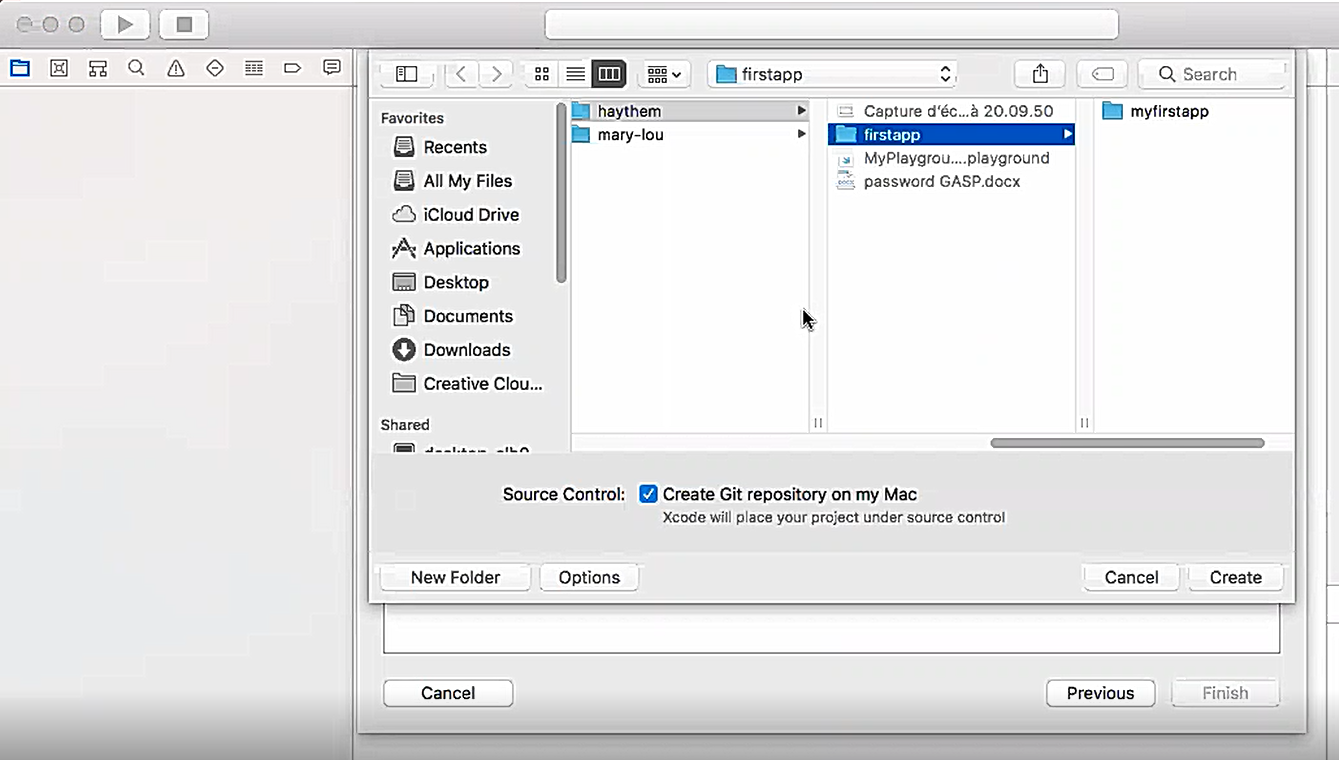 firstapp
Search
Favorites
Recents
All My Files
iCloud Drive
Applications
Desktop
Documents
Downloads
Creative Clou...
Shared
haythem
mary-lou
Capture d'éc...à 20.09.50
firstapp
MyPlaygrou....playground
password GASP.docx
myfirstapp
Source Control:
Create Git repository on my Mac
Xcode will place your project under source control
New Folder
Options
Cancel
Create
Cancel
Previous
Finish